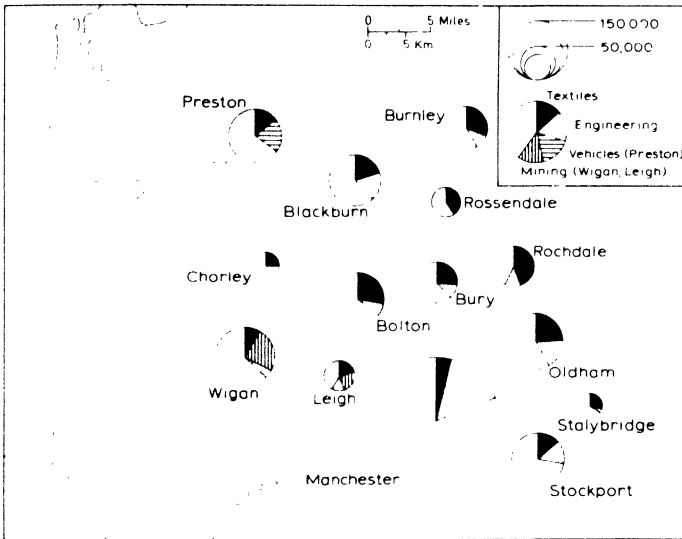 0 5 Miles
0 5 Km
150 000
50,000
Textiles
Engineering
Vehicles (Preston)
Mining (Wigan, Leigh)
Preston
Burnley
Blackburn
Rossendale
Chorley
Rochdale
Bury
Bolton
Oldham
Wigan
Leigh
Stalybridge
Manchester
Stockport